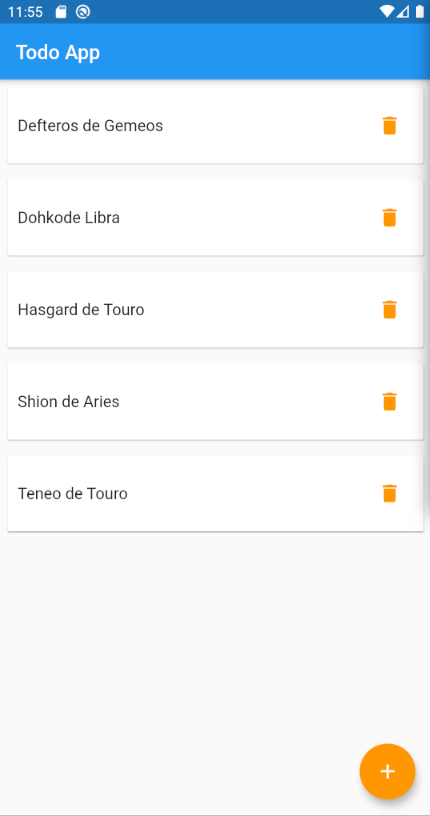 11:55
Todo App
Defteros de Gemeos
Dohkode Libra
Hasgard de Touro
Shion de Aries
Teneo de Touro